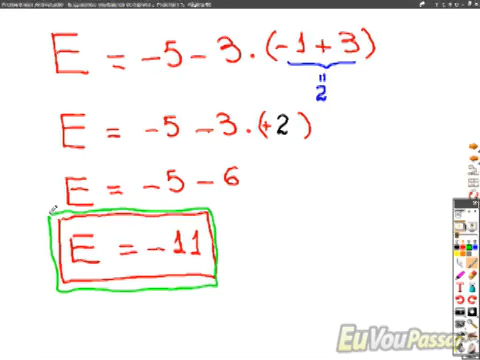 E = -5 - 3 · (-1 + 3)
=
2
E = -5 - 3 · (+2)
E = -5 - 6
E = -11
EuVouPassar